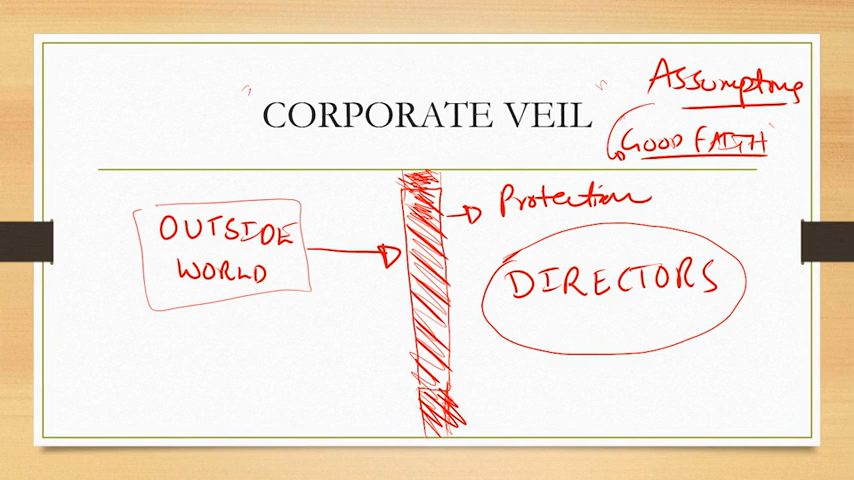 Assumptions
"CORPORATE VEIL"
GOOD FAITH
Protection
OUTSIDE
WORLD
DIRECTORS